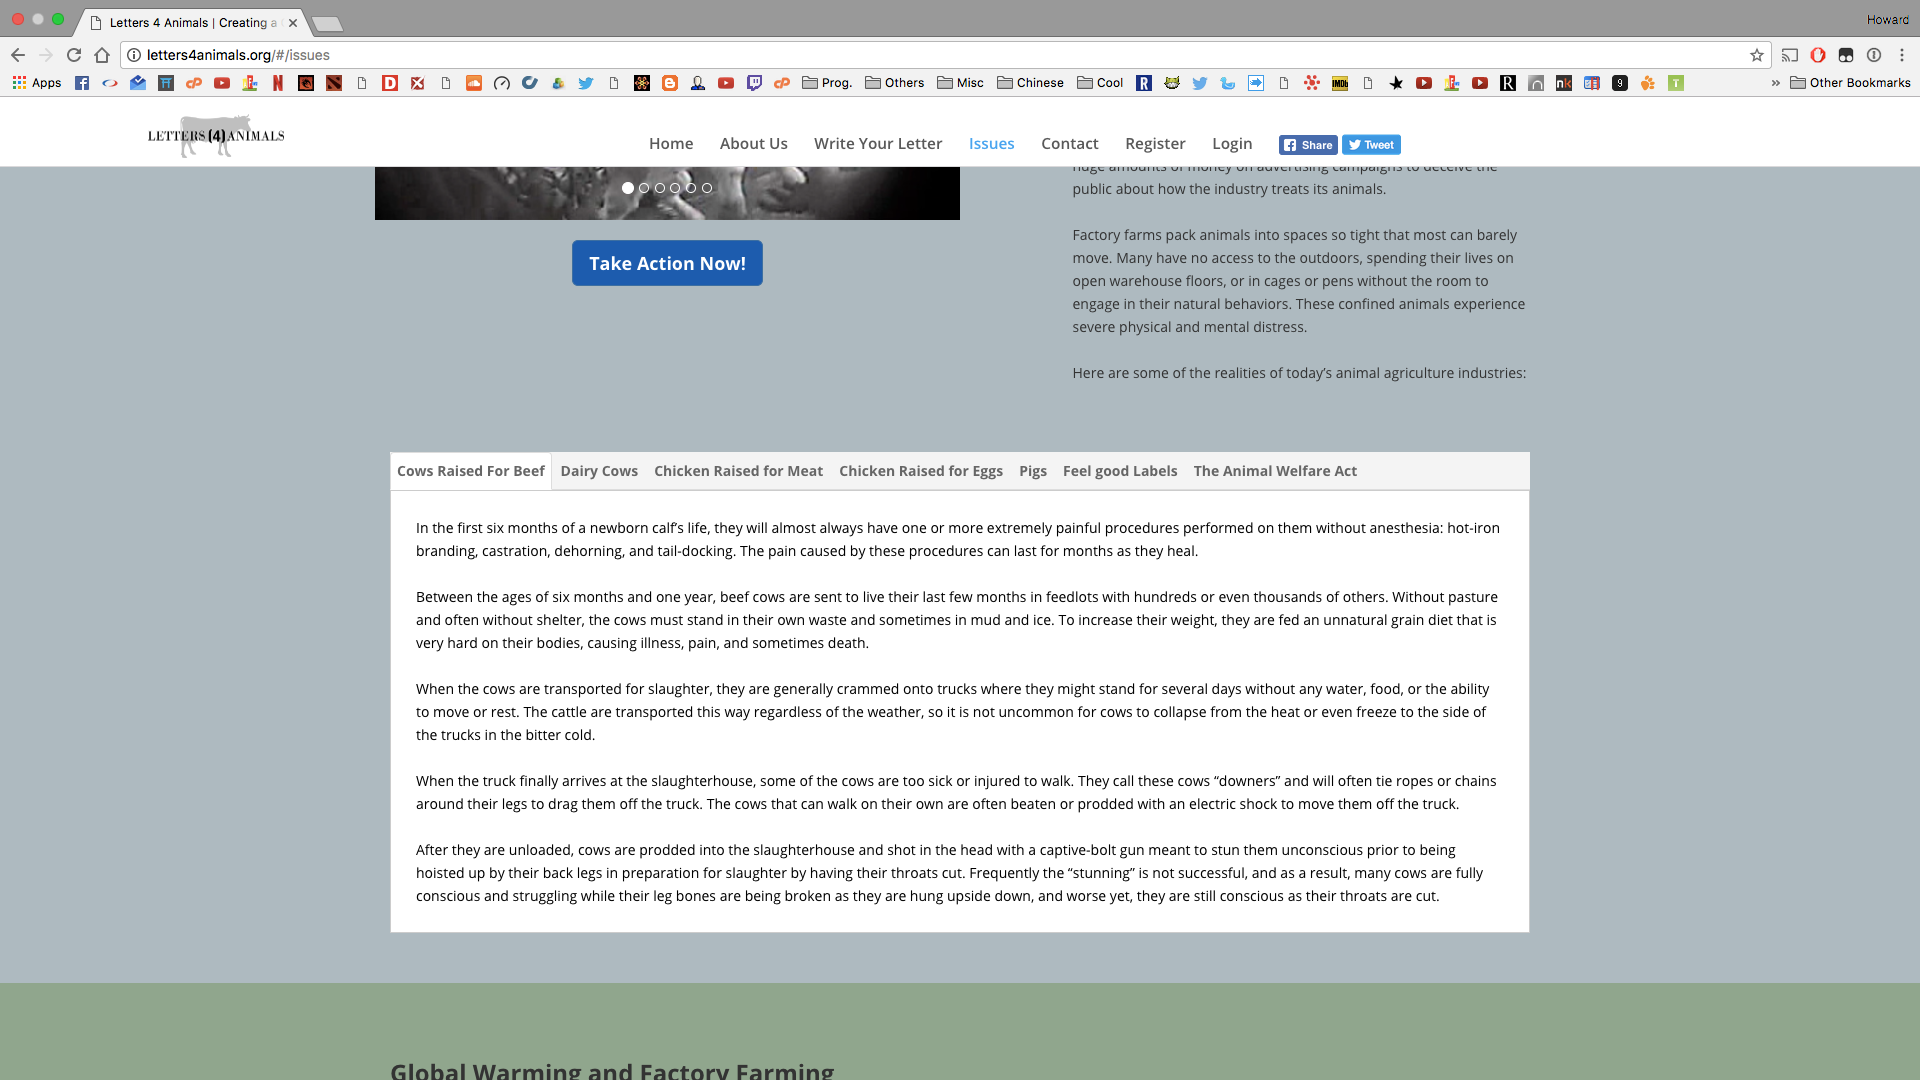 Letters 4 Animals | Creating a
Howard
letters4animals.org/#/issues
Apps
Prog.
Others
Misc
Chinese
Cool
Other Bookmarks
LETTERS (4) ANIMALS
Home
About Us
Write Your Letter
Issues
Contact
Register
Login
Share
Tweet
huge amounts of money on advertising campaigns to deceive the
public about how the industry treats its animals.
Take Action Now!
Factory farms pack animals into spaces so tight that most can barely
move. Many have no access to the outdoors, spending their lives on
open warehouse floors, or in cages or pens without the room to
engage in their natural behaviors. These confined animals experience
severe physical and mental distress.
Here are some of the realities of today’s animal agriculture industries:
Cows Raised For Beef
Dairy Cows
Chicken Raised for Meat
Chicken Raised for Eggs
Pigs
Feel good Labels
The Animal Welfare Act
In the first six months of a newborn calf’s life, they will almost always have one or more extremely painful procedures performed on them without anesthesia: hot-iron
branding, castration, dehorning, and tail-docking. The pain caused by these procedures can last for months as they heal.
Between the ages of six months and one year, beef cows are sent to live their last few months in feedlots with hundreds or even thousands of others. Without pasture
and often without shelter, the cows must stand in their own waste and sometimes in mud and ice. To increase their weight, they are fed an unnatural grain diet that is
very hard on their bodies, causing illness, pain, and sometimes death.
When the cows are transported for slaughter, they are generally crammed onto trucks where they might stand for several days without any water, food, or the ability
to move or rest. The cattle are transported this way regardless of the weather, so it is not uncommon for cows to collapse from the heat or even freeze to the side of
the trucks in the bitter cold.
When the truck finally arrives at the slaughterhouse, some of the cows are too sick or injured to walk. They call these cows “downers” and will often tie ropes or chains
around their legs to drag them off the truck. The cows that can walk on their own are often beaten or prodded with an electric shock to move them off the truck.
After they are unloaded, cows are prodded into the slaughterhouse and shot in the head with a captive-bolt gun meant to stun them unconscious prior to being
hoisted up by their back legs in preparation for slaughter by having their throats cut. Frequently the “stunning” is not successful, and as a result, many cows are fully
conscious and struggling while their leg bones are being broken as they are hung upside down, and worse yet, they are still conscious as their throats are cut.
Global Warming and Factory Farming